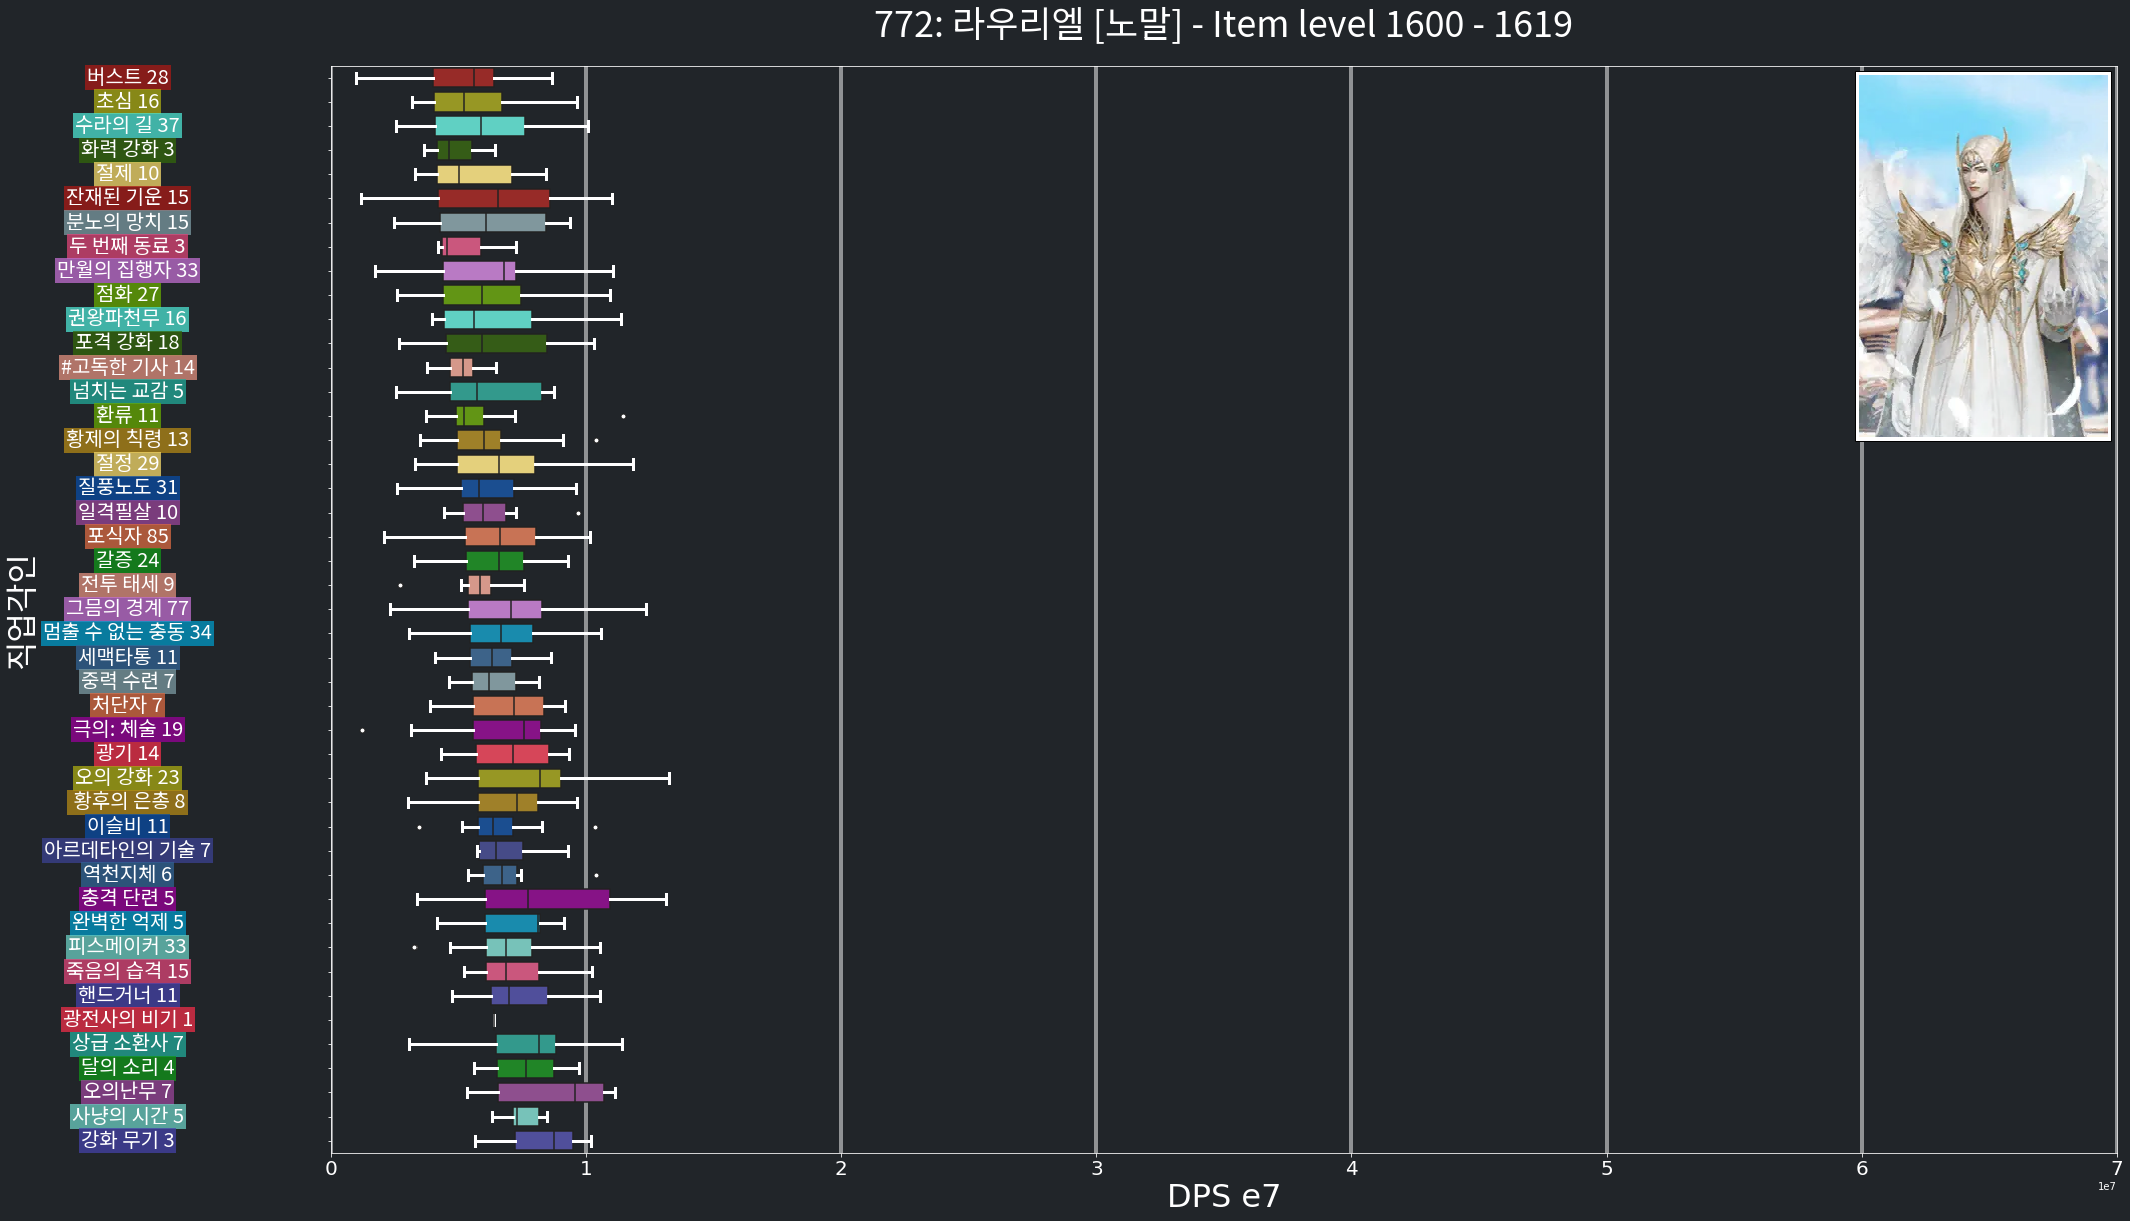 772: 라우리엘 [노말] - Item level 1600 - 1619
직업각인
버스트 28
초심 16
수라의 길 37
화력 강화 3
절제 10
잔재된 기운 15
분노의 망치 15
두 번째 동료 3
만월의 집행자 33
점화 27
권왕파천무 16
포격 강화 18
#고독한 기사 14
넘치는 교감 5
환류 11
황제의 칙령 13
절정 29
질풍노도 31
일격필살 10
포식자 85
갈증 24
전투 태세 9
그믐의 경계 77
멈출 수 없는 충동 34
세맥타통 11
중력 수련 7
처단자 7
극의: 체술 19
광기 14
오의 강화 23
황후의 은총 8
이슬비 11
아르데타인의 기술 7
역천지체 6
충격 단련 5
완벽한 억제 5
피스메이커 33
죽음의 습격 15
핸드거너 11
광전사의 비기 1
상급 소환사 7
달의 소리 4
오의난무 7
사냥의 시간 5
강화 무기 3
0 1 2 3 4 5 6 7
1e7
DPS e7